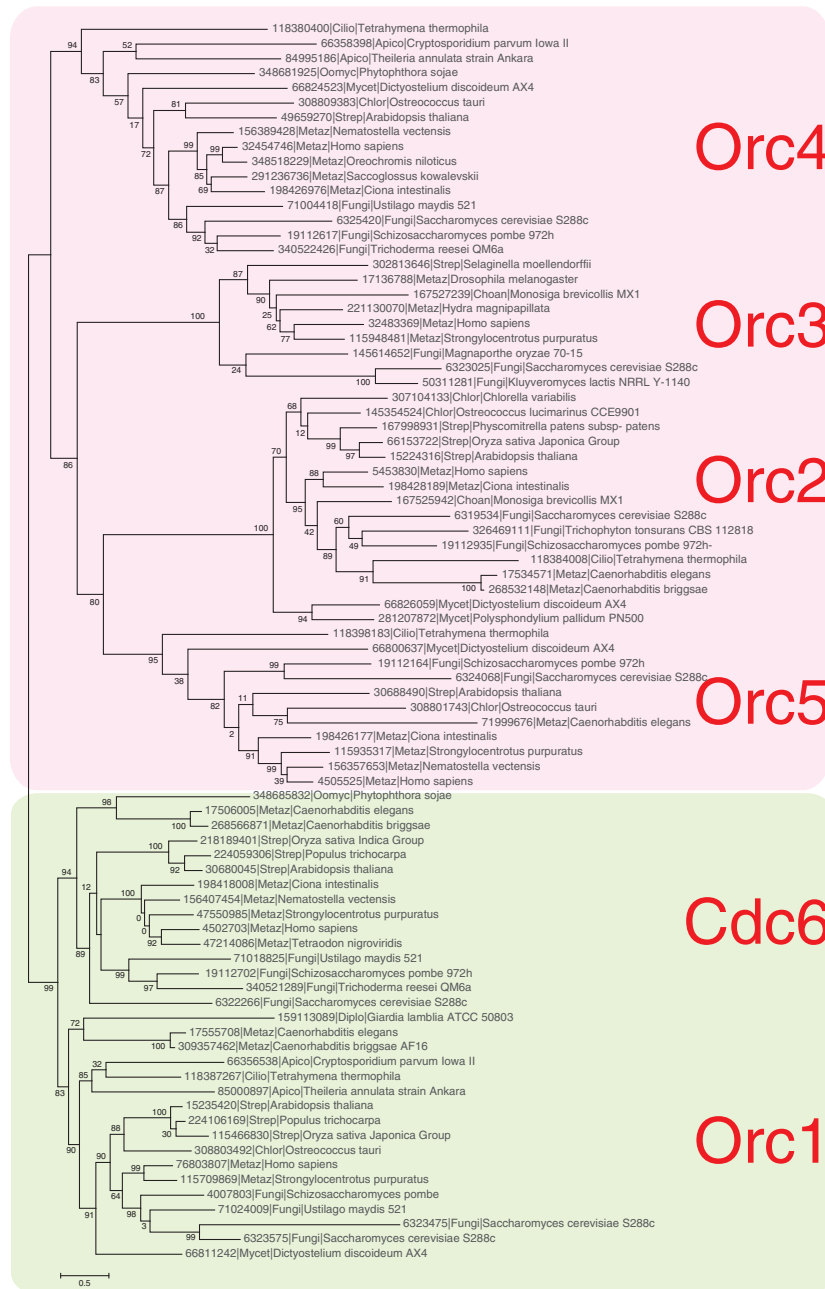 118380400|Cilio|Tetrahymena thermophila
94
52
66358398|Apico|Cryptosporidium parvum Iowa II
84995186|Apico|Theileria annulata strain Ankara
83
348681925|Oomyc|Phytophthora sojae
66824523|Mycet|Dictyostelium discoideum AX4
57
81
308809383|Chlor|Ostreococcus tauri
17
49659270|Strep|Arabidopsis thaliana
156389428|Metaz|Nematostella vectensis
Orc4
72
99
99
32454746|Metaz|Homo sapiens
348518229|Metaz|Oreochromis niloticus
85
291236736|Metaz|Saccoglossus kowalevskii
87
69
198426976|Metaz|Ciona intestinalis
71004418|Fungi|Ustilago maydis 521
86
6325420|Fungi|Saccharomyces cerevisiae S288c
92
19112617|Fungi|Schizosaccharomyces pombe 972h
32
340522426|Fungi|Trichoderma reesei QM6a
302813646|Strep|Selaginella moellendorffii
87
17136788|Metaz|Drosophila melanogaster
90
167527239|Choan|Monosiga brevicollis MX1
221130070|Metaz|Hydra magnipapillata
100
25
62
32483369|Metaz|Homo sapiens
Orc3
77
115948481|Metaz|Strongylocentrotus purpuratus
145614652|Fungi|Magnaporthe oryzae 70-15
24
6323025|Fungi|Saccharomyces cerevisiae S288c
100
50311281|Fungi|Kluyveromyces lactis NRRL Y-1140
307104133|Chlor|Chlorella variabilis
68
145354524|Chlor|Ostreococcus lucimarinus CCE9901
12
167998931|Strep|Physcomitrella patens subsp- patens
99
66153722|Strep|Oryza sativa Japonica Group
70
97
15224316|Strep|Arabidopsis thaliana
86
88
5453830|Metaz|Homo sapiens
Orc2
198428189|Metaz|Ciona intestinalis
95
167525942|Choan|Monosiga brevicollis MX1
60
6319534|Fungi|Saccharomyces cerevisiae S288c
100
42
326469111|Fungi|Trichophyton tonsurans CBS 112818
49
19112935|Fungi|Schizosaccharomyces pombe 972h-
89
118384008|Cilio|Tetrahymena thermophila
91
17534571|Metaz|Caenorhabditis elegans
100
268532148|Metaz|Caenorhabditis briggsae
80
66826059|Mycet|Dictyostelium discoideum AX4
94
281207872|Mycet|Polysphondylium pallidum PN500
118398183|Cilio|Tetrahymena thermophila
95
66800637|Mycet|Dictyostelium discoideum AX4
99
19112164|Fungi|Schizosaccharomyces pombe 972h
38
6324068|Fungi|Saccharomyces cerevisiae S288c
30688490|Strep|Arabidopsis thaliana
Orc5
82
11
308801743|Chlor|Ostreococcus tauri
75
71999676|Metaz|Caenorhabditis elegans
2
198426177|Metaz|Ciona intestinalis
91
115935317|Metaz|Strongylocentrotus purpuratus
99
156357653|Metaz|Nematostella vectensis
39
4505525|Metaz|Homo sapiens
348685832|Oomyc|Phytophthora sojae
98
17506005|Metaz|Caenorhabditis elegans
100
268566871|Metaz|Caenorhabditis briggsae
218189401|Strep|Oryza sativa Indica Group
100
224059306|Strep|Populus trichocarpa
92
30680045|Strep|Arabidopsis thaliana
94
12
198418008|Metaz|Ciona intestinalis
100
156407454|Metaz|Nematostella vectensis
0
47550985|Metaz|Strongylocentrotus purpuratus
Cdc6
0
4502703|Metaz|Homo sapiens
92
47214086|Metaz|Tetraodon nigroviridis
89
71018825|Fungi|Ustilago maydis 521
99
19112702|Fungi|Schizosaccharomyces pombe 972h
97
340521289|Fungi|Trichoderma reesei QM6a
99
6322266|Fungi|Saccharomyces cerevisiae S288c
159113089|Diplo|Giardia lamblia ATCC 50803
72
17555708|Metaz|Caenorhabditis elegans
100
309357462|Metaz|Caenorhabditis briggsae AF16
32
66356538|Apico|Cryptosporidium parvum Iowa II
85
118387267|Cilio|Tetrahymena thermophila
83
85000897|Apico|Theileria annulata strain Ankara
15235420|Strep|Arabidopsis thaliana
100
224106169|Strep|Populus trichocarpa
88
30
115466830|Strep|Oryza sativa Japonica Group
Orc1
90
308803492|Chlor|Ostreococcus tauri
90
76803807|Metaz|Homo sapiens
99
115709869|Metaz|Strongylocentrotus purpuratus
64
4007803|Fungi|Schizosaccharomyces pombe
98
71024009|Fungi|Ustilago maydis 521
91
3
6323475|Fungi|Saccharomyces cerevisiae S288c
99
6323575|Fungi|Saccharomyces cerevisiae S288c
66811242|Mycet|Dictyostelium discoideum AX4
0.5